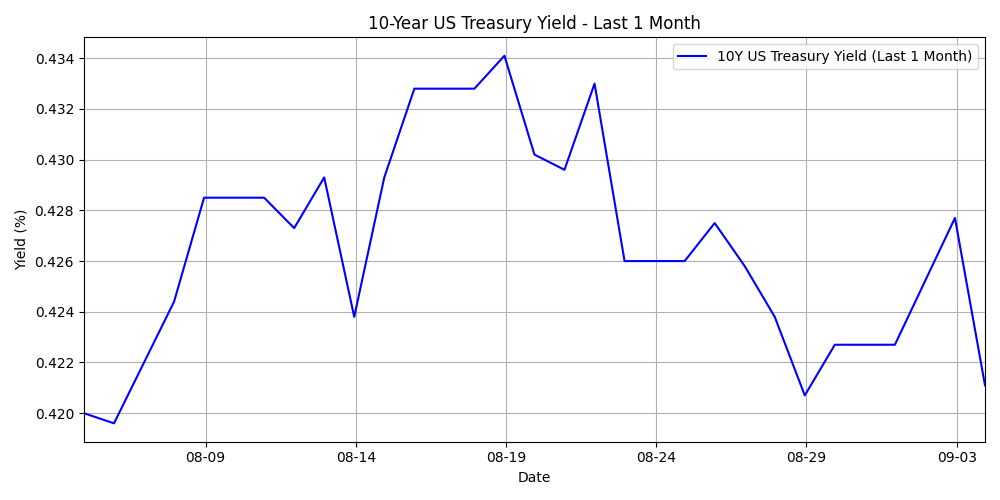 10-Year US Treasury Yield - Last 1 Month
10Y US Treasury Yield (Last 1 Month)
Yield (%)
0.434
0.432
0.430
0.428
0.426
0.424
0.422
0.420
08-09 08-14 08-19 08-24 08-29 09-03
Date